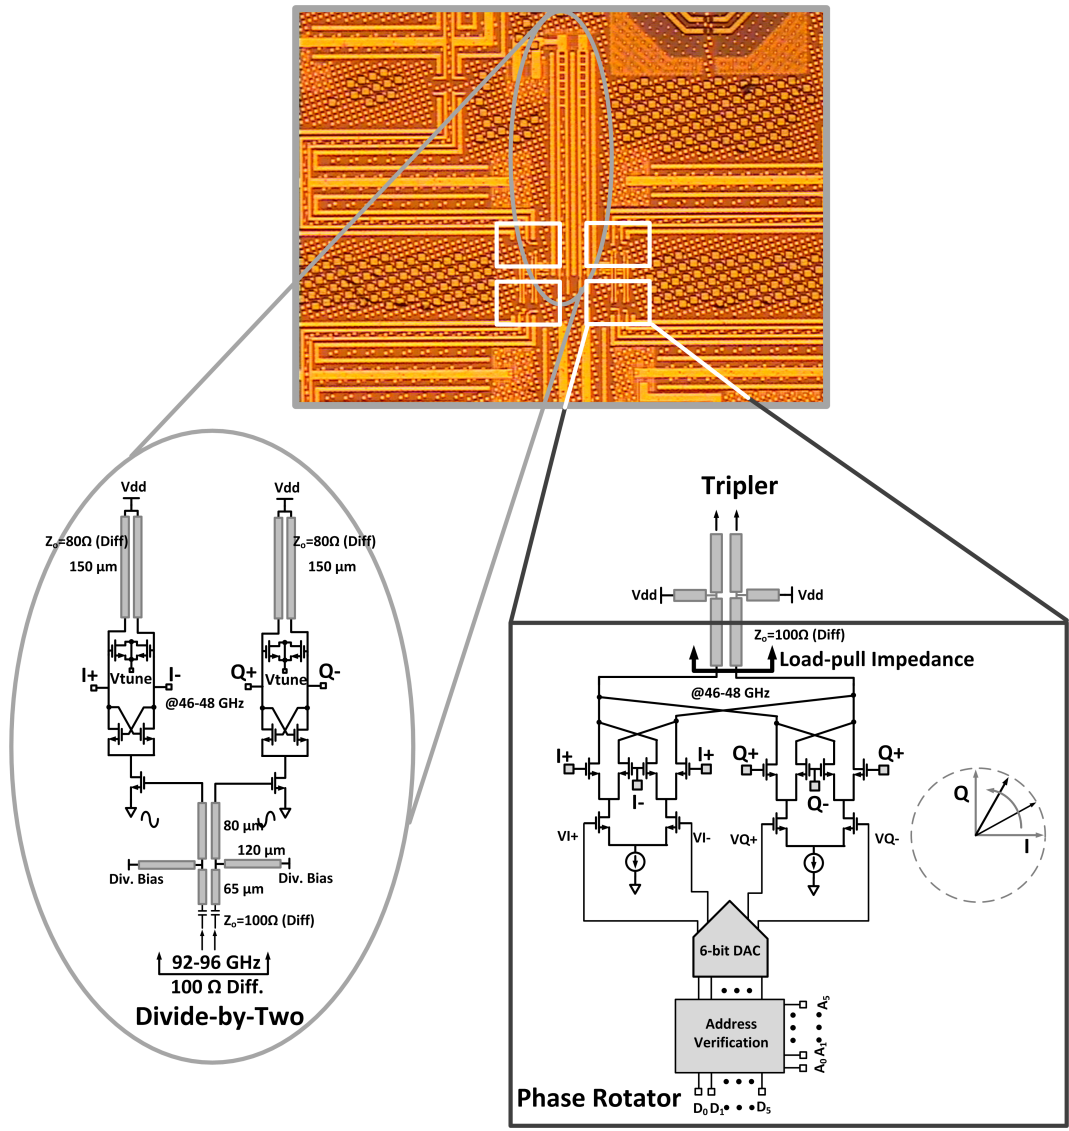 Vdd
Vdd
Zo=80Ω (Diff)
150 µm
Zo=80Ω (Diff)
150 µm
I+
Vtune
I-
@46-48 GHz
Q+
Vtune
Q-
80 µm
120 µm
Div. Bias
Div. Bias
65 µm
Zo=100Ω (Diff)
92-96 GHz
100 Ω Diff.
Divide-by-Two
Tripler
Vdd
Vdd
Zo=100Ω (Diff)
Load-pull Impedance
@46-48 GHz
I+
I+
Q+
Q+
I-
Q-
VI+
VI-
VQ+
VQ-
Q
I
6-bit DAC
Address
Verification
A5
A1
A0
D0 D1 D5
Phase Rotator